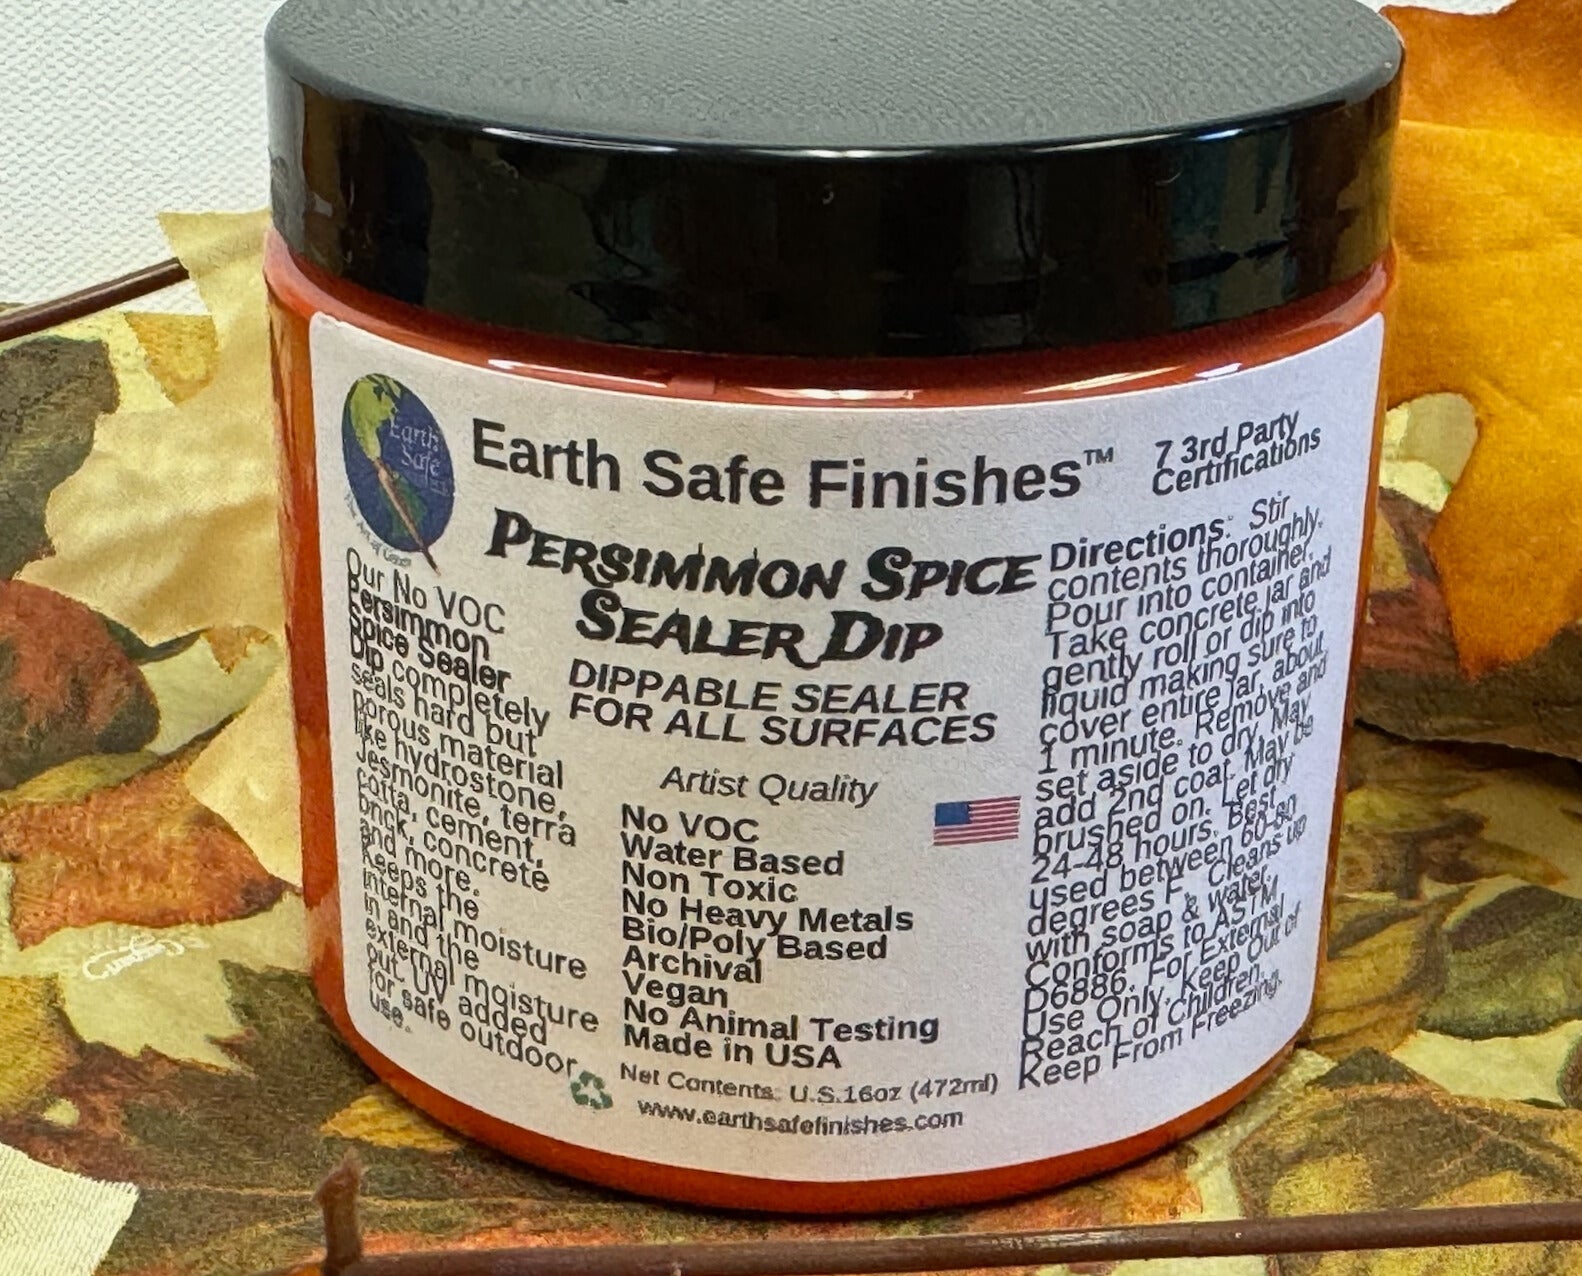 Earth
Safe
Earth Safe Finishes™
7 3rd Party
Certifications
PERSIMMON SPICE
SEALER DIP
DIPPABLE SEALER
FOR ALL SURFACES
Artist Quality
No VOC
Water Based
Non Toxic
No Heavy Metals
Bio/Poly Based
Archival
Vegan
No Animal Testing
Made in USA
Net Contents: U.S.16oz (472ml)
www.earthsafefinishes.com
Our No VOC
Persimmon
Spice Sealer
Dip completely
seals hard but
porous material
like hydrostone,
Jesmonite, terra
cotta, cement,
brick, concrete
and more.
Keeps the
internal moisture
in and the
external moisture
out. UV added
for safe outdoor
use.
Directions: Stir
contents thoroughly.
Pour into container.
Take concrete jar and
gently roll or dip into
liquid making sure to
cover entire jar, about
1 minute. Remove and
set aside to dry. May
add 2nd coat. May be
brushed on. Let dry
24-48 hours. Best
used between 60-80
degrees F. Cleans up
with soap & water.
Conforms to ASTM
D6886. For External
Use Only. Keep Out of
Reach of Children.
Keep From Freezing.